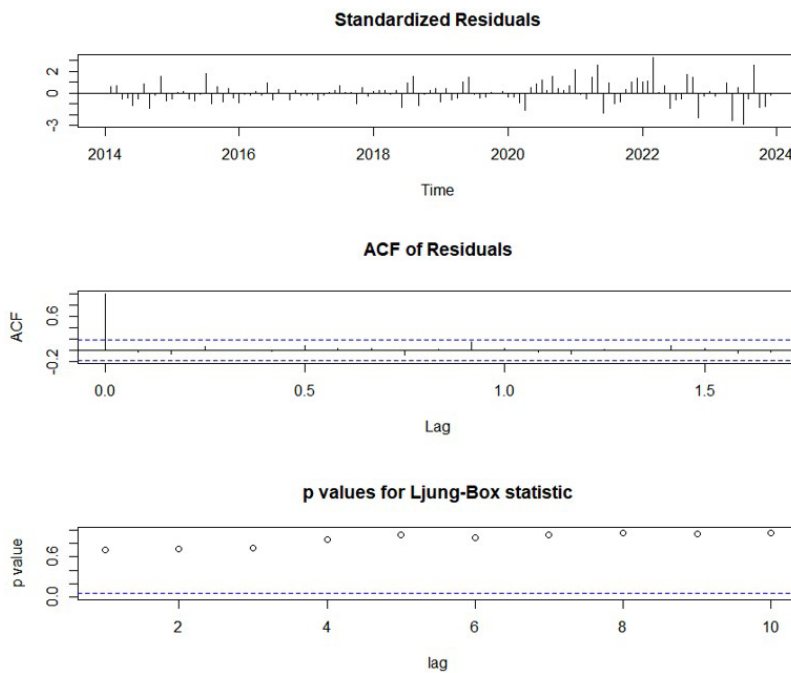 Standardized Residuals
2
0
-3
2014 2016 2018 2020 2022 2024
Time
ACF of Residuals
ACF
0.6
-0.2
0.0 0.5 1.0 1.5
Lag
p values for Ljung-Box statistic
p value
0.6
0.0
2 4 6 8 10
lag